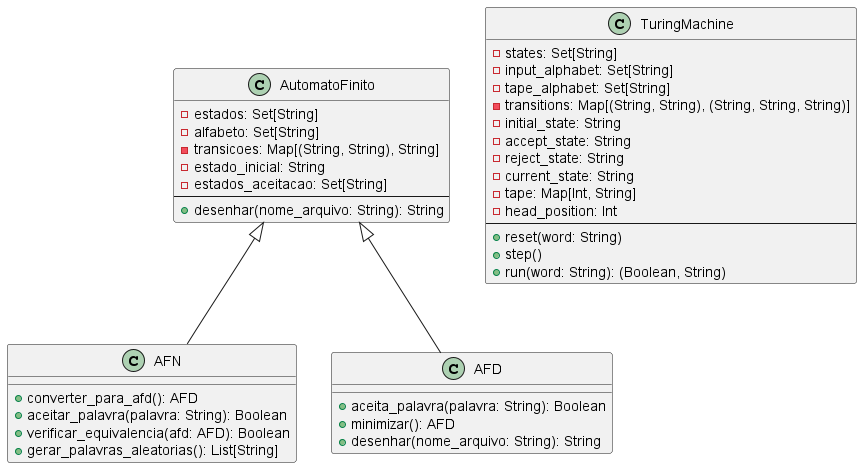 C AutomatoFinito
estados: Set[String]
alfabeto: Set[String]
transicoes: Map[(String, String), String]
estado_inicial: String
estados_aceitacao: Set[String]
desenhar(nome_arquivo: String): String
C TuringMachine
states: Set[String]
input_alphabet: Set[String]
tape_alphabet: Set[String]
transitions: Map[(String, String), (String, String, String)]
initial_state: String
accept_state: String
reject_state: String
current_state: String
tape: Map[Int, String]
head_position: Int
reset(word: String)
step()
run(word: String): (Boolean, String)
C AFN
converter_para_afd(): AFD
aceitar_palavra(palavra: String): Boolean
verificar_equivalencia(afd: AFD): Boolean
gerar_palavras_aleatorias(): List[String]
C AFD
aceita_palavra(palavra: String): Boolean
minimizar(): AFD
desenhar(nome_arquivo: String): String